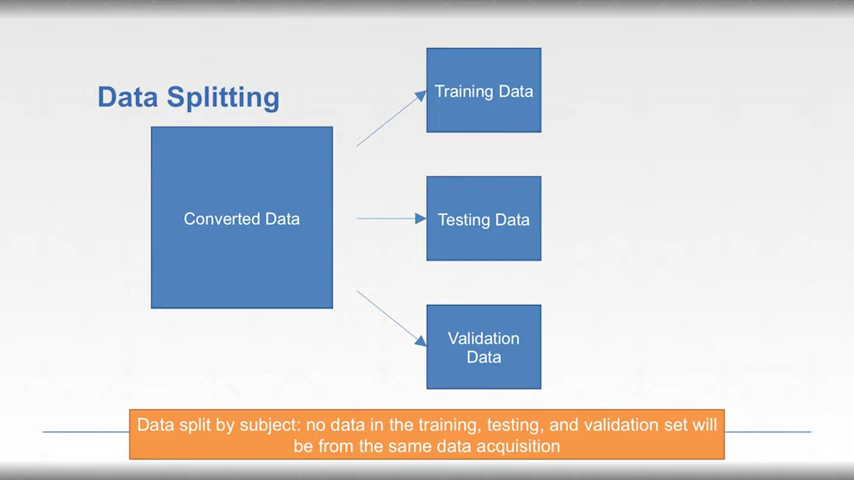 Data Splitting
Converted Data
Training Data
Testing Data
Validation
Data
Data split by subject: no data in the training, testing, and validation set will
be from the same data acquisition